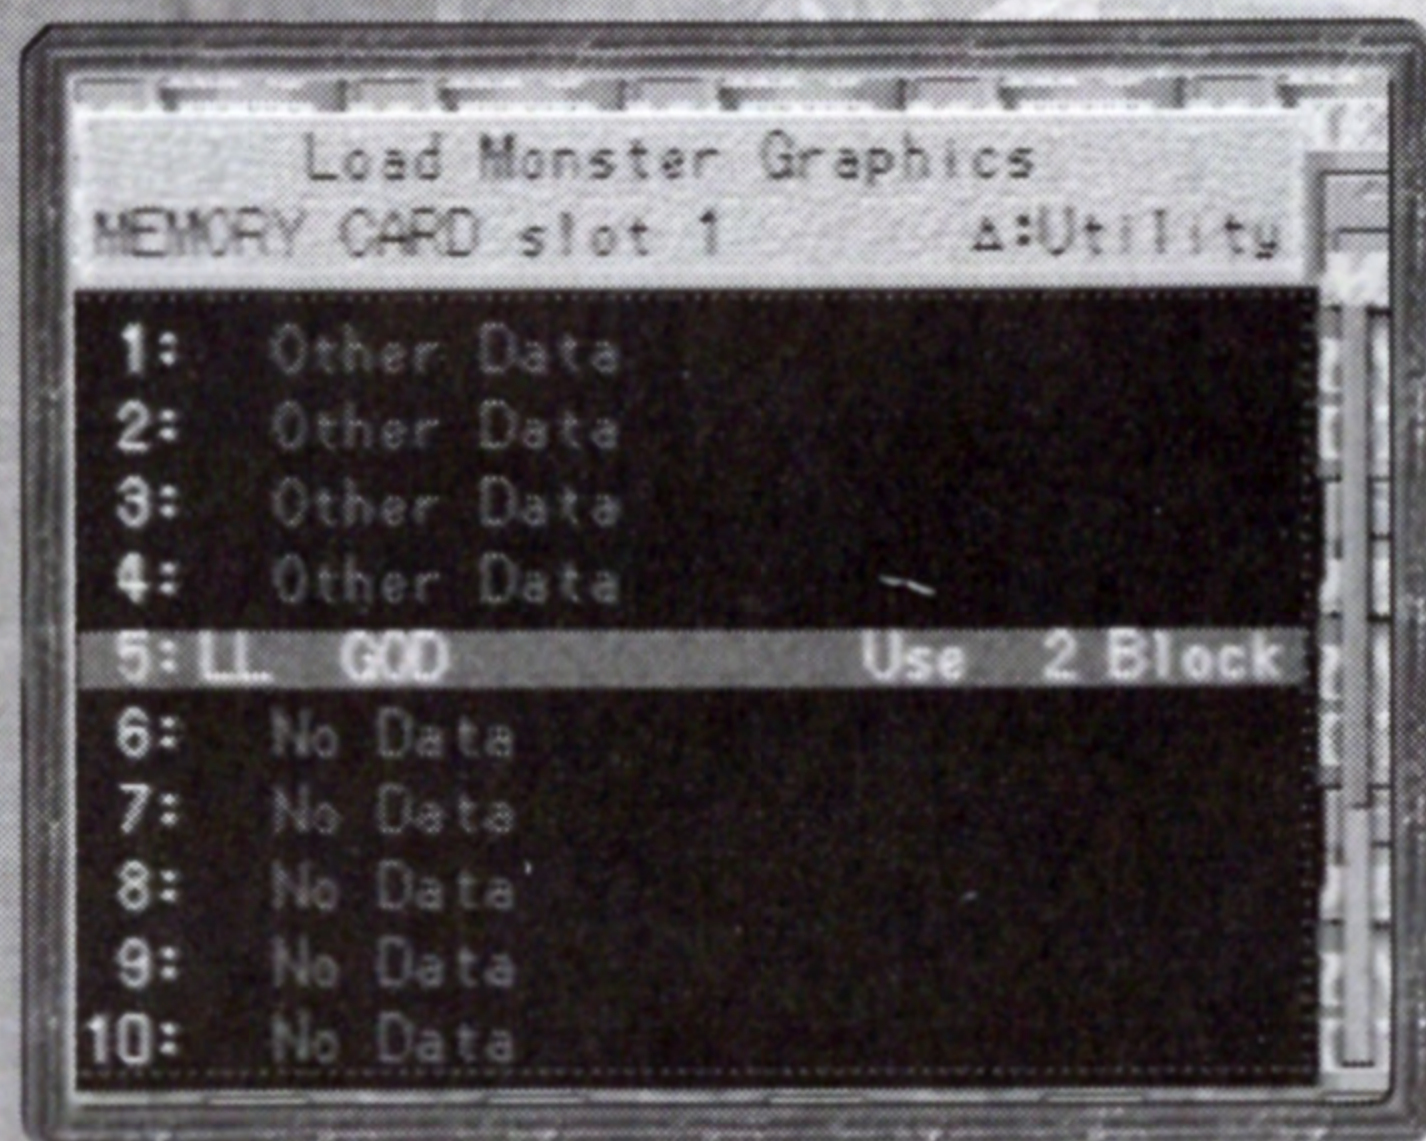 Load Monster Graphics
MEMORY CARD slot 1 △:Utility
1: Other Data
2: Other Data
3: Other Data
4: Other Data
5: LL GOD Use 2 Block
6: No Data
7: No Data
8: No Data
9: No Data
10: No Data